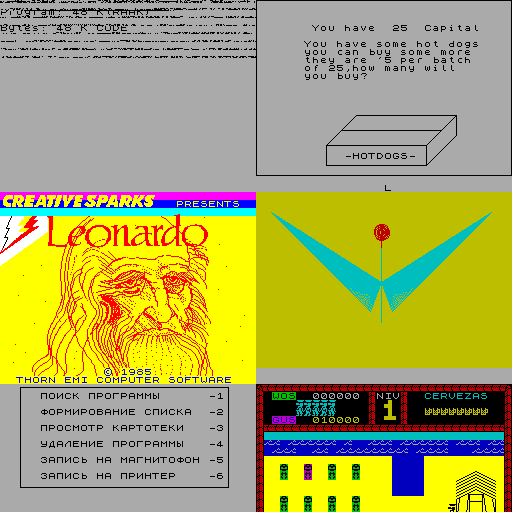 Bytes: 48 K CODE
You have 25 Capital
You have some hot dogs
you can buy some more
they are '5 per batch
of 25,how many will
you buy?
-HOTDOGS-
L
CREATIVE SPARKS PRESENTS
Leonardo
© 1985
THORN EMI COMPUTER SOFTWARE
ПОИСК ПРОГРАММЫ -1
ФОРМИРОВАНИЕ СПИСКА -2
ПРОСМОТР КАРТОТЕКИ -3
УДАЛЕНИЕ ПРОГРАММЫ -4
ЗАПИСЬ НА МАГНИТОФОН -5
ЗАПИСЬ НА ПРИНТЕР -6
000000 NIV CERVEZAS
1
010000